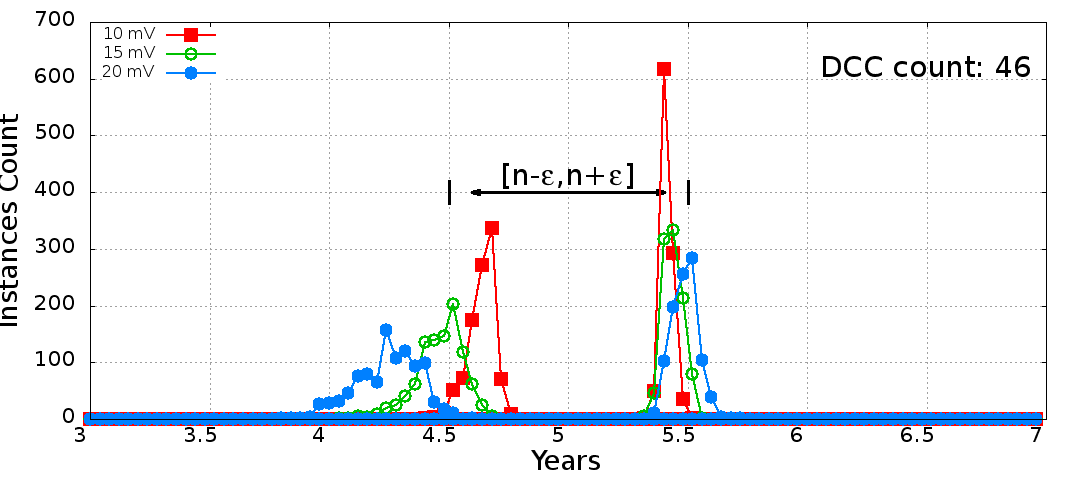 700
600
500
400
300
200
100
0
Instances Count
10 mV
15 mV
20 mV
DCC count: 46
[n-ε,n+ε]
3 3.5 4 4.5 5 5.5 6 6.5 7
Years